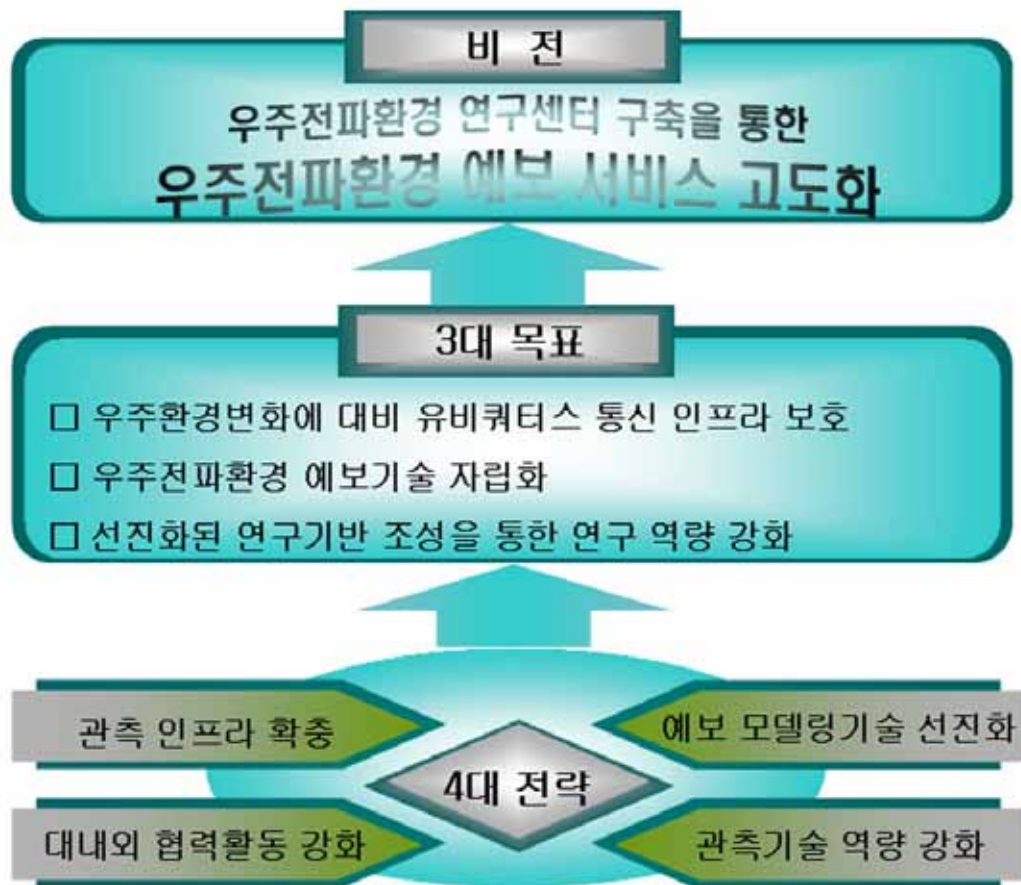 비 전
우주전파환경 연구센터 구축을 통한
우주전파환경 예보 서비스 고도화
3대 목표
□ 우주환경변화에 대비 유비쿼터스 통신 인프라 보호
□ 우주전파환경 예보기술 자립화
□ 선진화된 연구기반 조성을 통한 연구 역량 강화
관측 인프라 확충
예보 모델링기술 선진화
4대 전략
대내외 협력활동 강화
관측기술 역량 강화